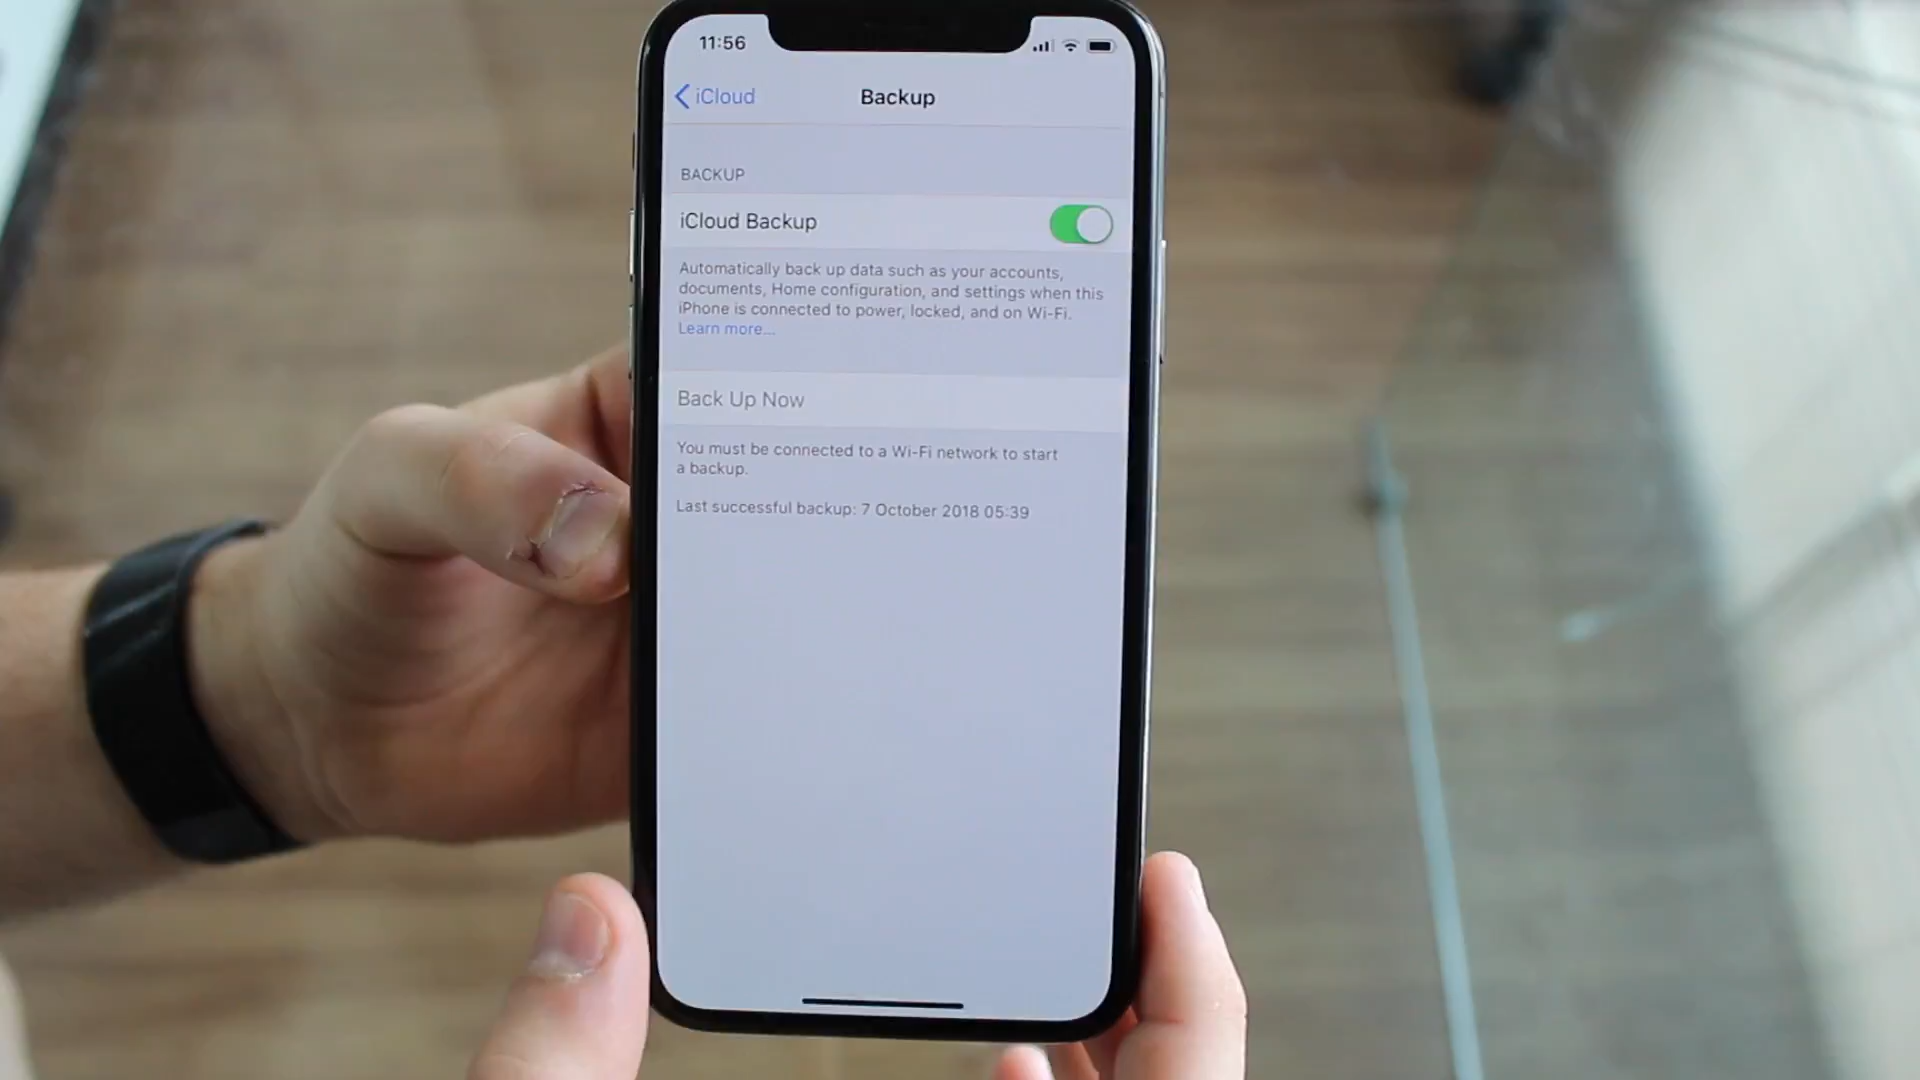 11:56
iCloud
Backup
BACKUP
iCloud Backup
Automatically back up data such as your accounts,
documents, Home configuration, and settings when this
iPhone is connected to power, locked, and on Wi-Fi.
Learn more...
Back Up Now
You must be connected to a Wi-Fi network to start
a backup.
Last successful backup: 7 October 2018 05:39